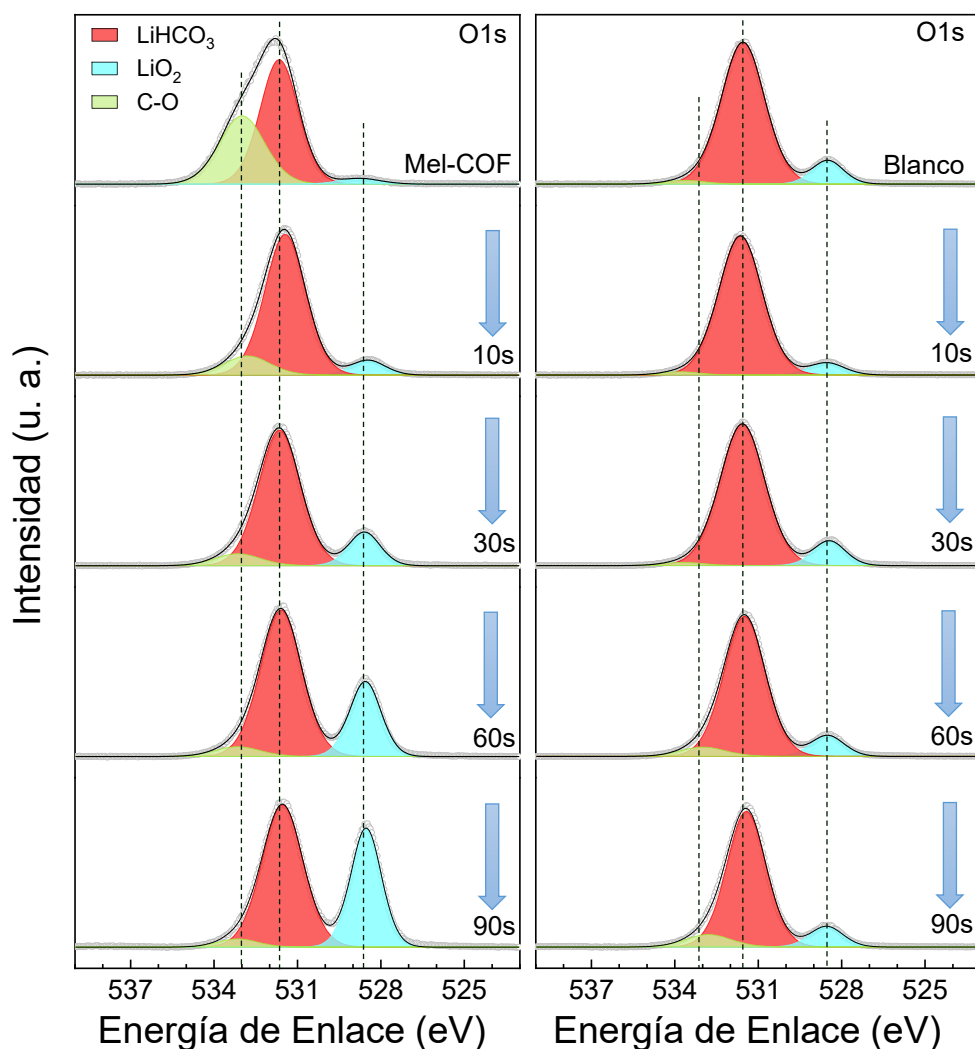 LiHCO₃
LiO₂
C-O
O1s
Mel-COF
10s
30s
60s
90s
O1s
Blanco
10s
30s
60s
90s
Intensidad (u. a.)
537 534 531 528 525
537 534 531 528 525
Energía de Enlace (eV)
Energía de Enlace (eV)